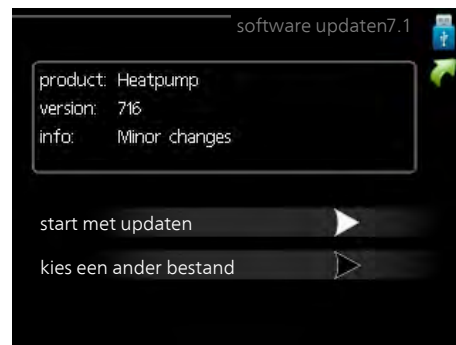 software updaten7.1
product: Heatpump
version: 716
info: Minor changes
start met updaten
kies een ander bestand